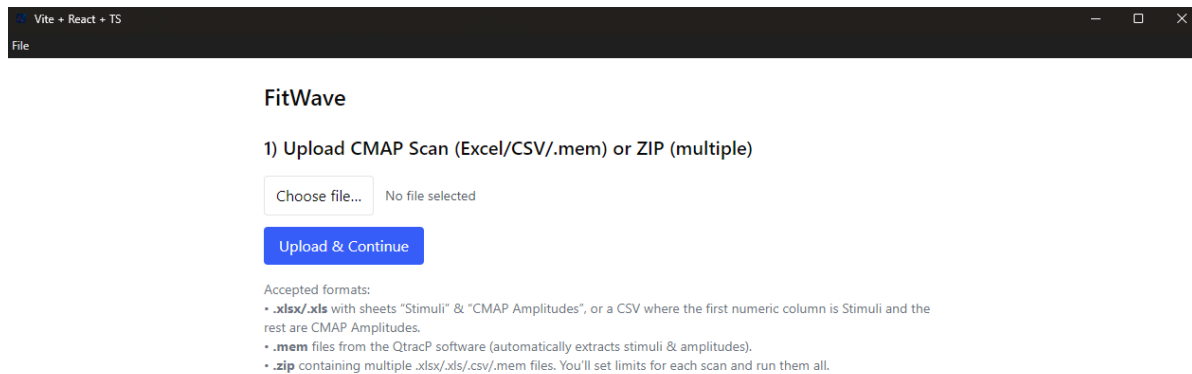 Vite + React + TS
File
FitWave
1) Upload CMAP Scan (Excel/CSV/.mem) or ZIP (multiple)
Choose file... No file selected
Upload & Continue
Accepted formats:
• .xlsx/.xls with sheets “Stimuli” & “CMAP Amplitudes”, or a CSV where the first numeric column is Stimuli and the
rest are CMAP Amplitudes.
• .mem files from the QtracP software (automatically extracts stimuli & amplitudes).
• .zip containing multiple .xlsx/.xls/.csv/.mem files. You’ll set limits for each scan and run them all.